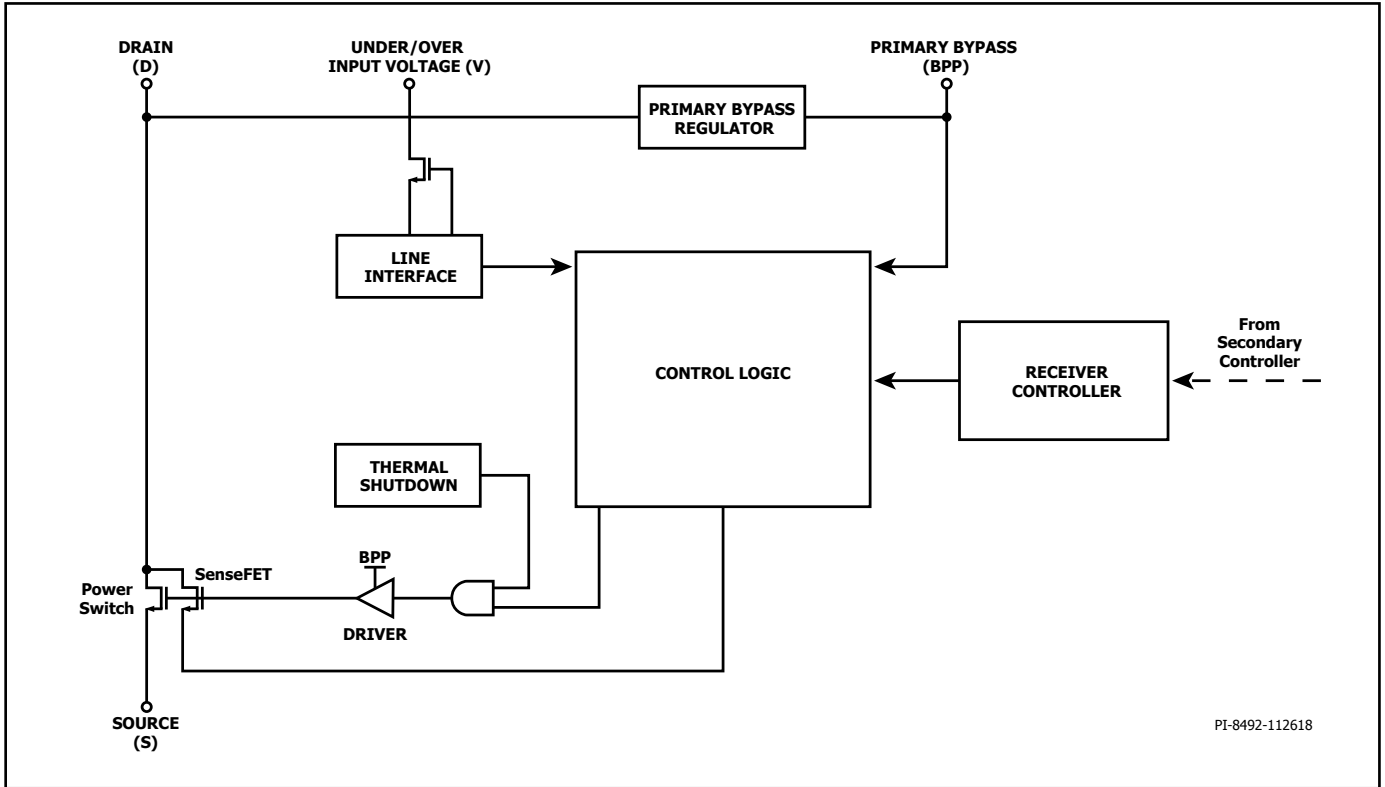 DRAIN
(D)
UNDER/OVER
INPUT VOLTAGE (V)
PRIMARY BYPASS
(BPP)
PRIMARY BYPASS
REGULATOR
LINE
INTERFACE
CONTROL LOGIC
RECEIVER
CONTROLLER
From
Secondary
Controller
THERMAL
SHUTDOWN
BPP
SenseFET
Power
Switch
DRIVER
SOURCE
(S)
PI-8492-112618